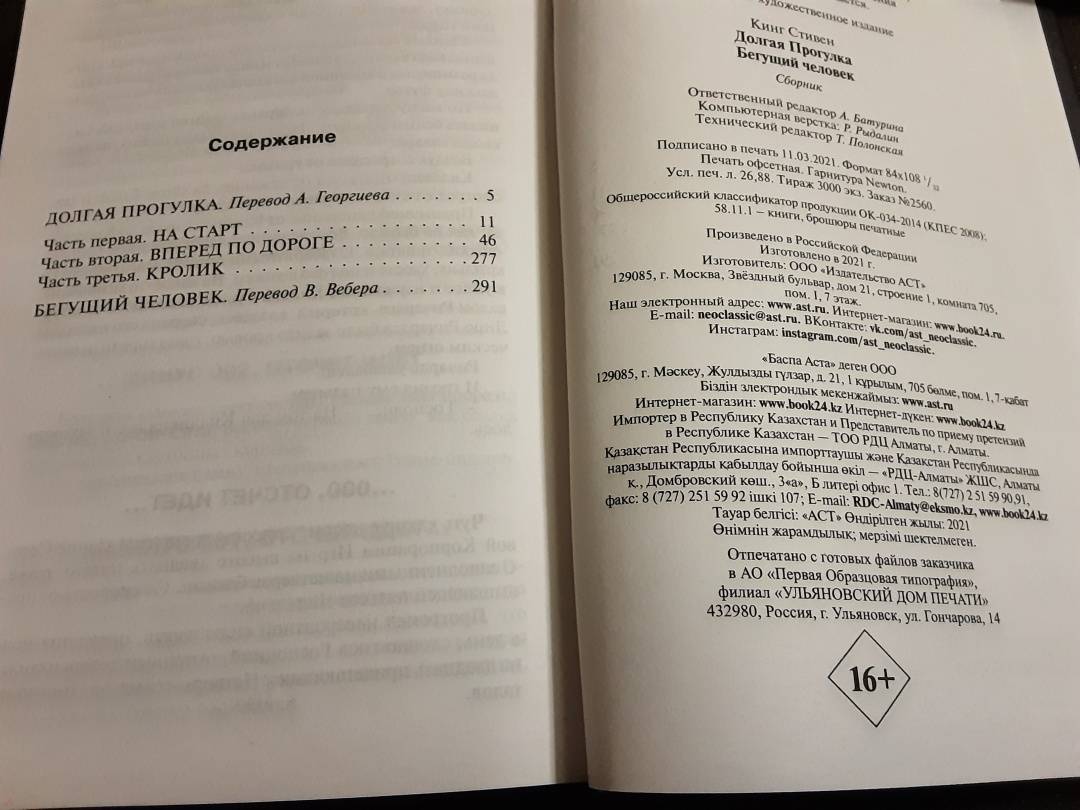 Содержание
ДОЛГАЯ ПРОГУЛКА. Перевод А. Георгиева . . . . . . . 5
Часть первая. НА СТАРТ . . . . . . . . . . . . . . . . . . . 11
Часть вторая. ВПЕРЕД ПО ДОРОГЕ . . . . . . . . . . . 46
Часть третья. КРОЛИК . . . . . . . . . . . . . . . . . . . . 277
БЕГУЩИЙ ЧЕЛОВЕК. Перевод В. Вебера . . . . . . . 291
художественное издание
Кинг Стивен
Долгая Прогулка
Бегущий человек
Сборник
Ответственный редактор А. Батурина
Компьютерная верстка: Р. Рыдалин
Технический редактор Т. Полонская
Подписано в печать 11.03.2021. Формат 84x108 1/32
Печать офсетная. Гарнитура Newton.
Усл. печ. л. 26,88. Тираж 3000 экз. Заказ №2560.
Общероссийский классификатор продукции ОК-034-2014 (КПЕС 2008);
58.11.1 — книги, брошюры печатные
Произведено в Российской Федерации
Изготовлено в 2021 г.
Изготовитель: ООО «Издательство АСТ»
129085, г. Москва, Звёздный бульвар, дом 21, строение 1, комната 705,
пом. 1, 7 этаж.
Наш электронный адрес: www.ast.ru. Интернет-магазин: www.book24.ru.
E-mail: neoclassic@ast.ru. ВКонтакте: vk.com/ast_neoclassic.
Инстаграм: instagram.com/ast_neoclassic.
«Баспа Аста» деген ООО
129085, г. Мәскеу, Жулдызды гүлзар, д. 21, 1 құрылым, 705 бөлме, пом. 1, 7-қабат
Біздін электрондык мекенжаймыз: www.ast.ru
Интернет-магазин: www.book24.kz Интернет-дүкен: www.book24.kz
Импортер в Республику Казахстан и Представитель по приему претензий
в Республике Казахстан — ТОО РДЦ Алматы, г. Алматы.
Қазақстан Республикасына импорттаушы және Қазақстан Республикасында
наразылықтарды қабылдау бойынша өкіл — «РДЦ-Алматы» ЖШС, Алматы
қ., Домбровский көш., 3«а», Б литері офис 1. Тел.: 8(727) 2 51 59 90,91,
факс: 8 (727) 251 59 92 ішкі 107; E-mail: RDC-Almaty@eksmo.kz, www.book24.kz
Тауар белгісі: «АСТ» Өндірілген жылы: 2021
Өнімнін жарамдылык; мерзімі шектелмеген.
Отпечатано с готовых файлов заказчика
в АО «Первая Образцовая типография»,
филиал «УЛЬЯНОВСКИЙ ДОМ ПЕЧАТИ»
432980, Россия, г. Ульяновск, ул. Гончарова, 14
16+